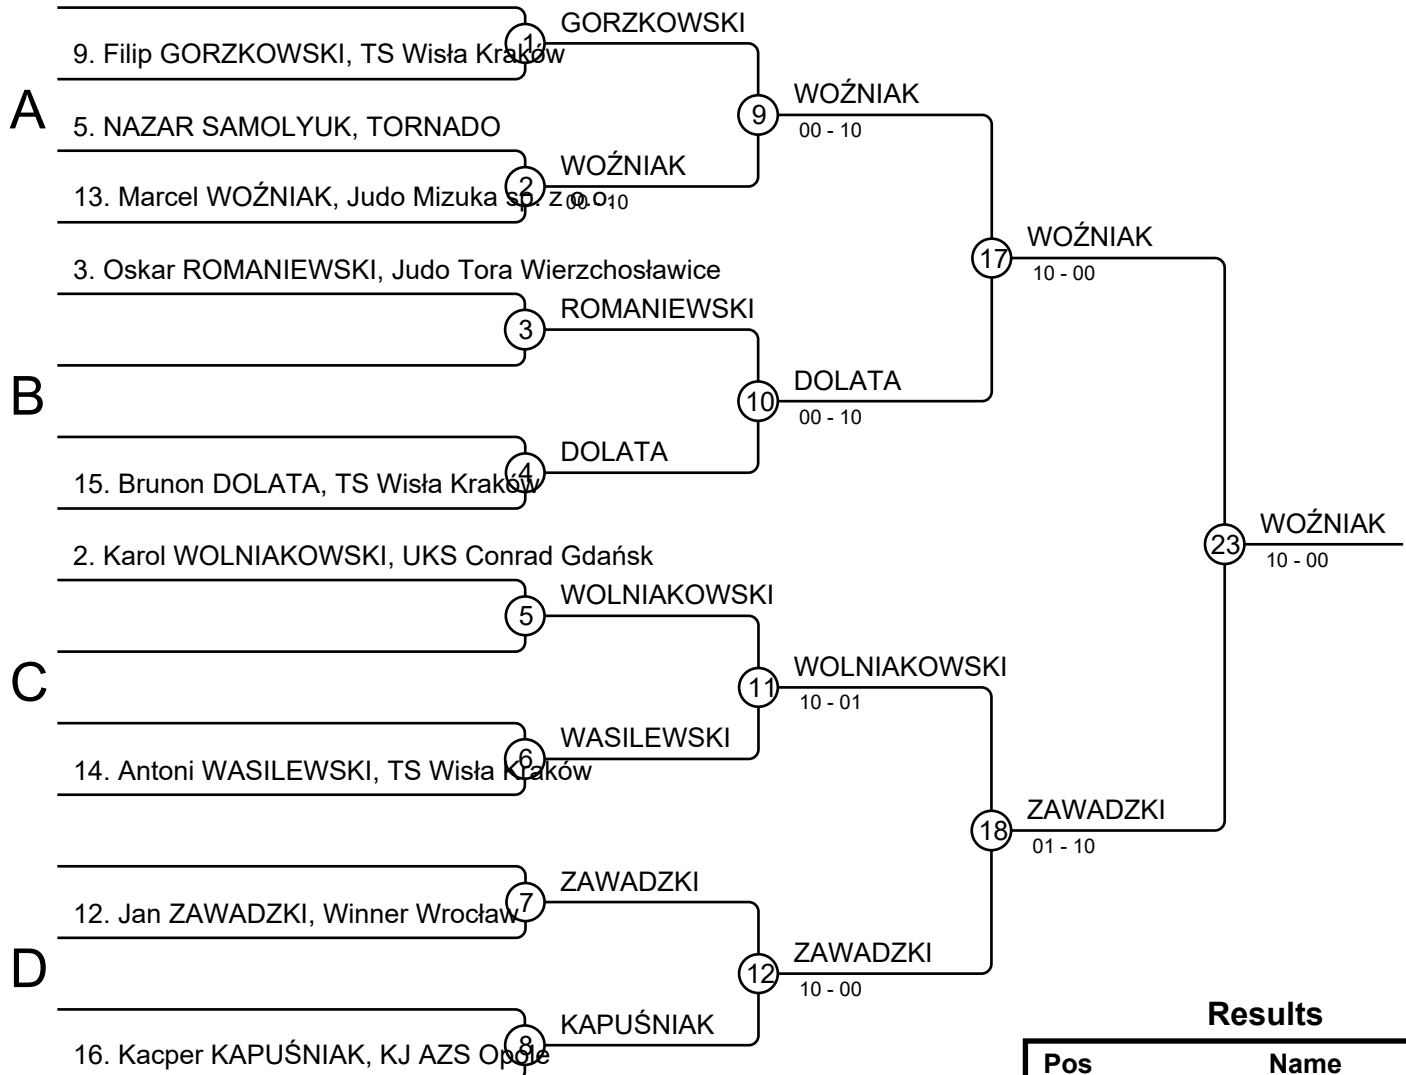 GORZKOWSKI
1
9. Filip GORZKOWSKI, TS Wisła Kraków
A
WOŹNIAK
9
00 - 10
5. NAZAR SAMOLYUK, TORNADO
WOŹNIAK
2
13. Marcel WOŹNIAK, Judo Mizuka sp. z o.o.
00 - 10
WOŹNIAK
17
10 - 00
3. Oskar ROMANIEWSKI, Judo Tora Wierzchosławice
ROMANIEWSKI
3
B
DOLATA
10
00 - 10
DOLATA
4
15. Brunon DOLATA, TS Wisła Kraków
WOŹNIAK
23
10 - 00
2. Karol WOLNIAKOWSKI, UKS Conrad Gdańsk
WOLNIAKOWSKI
5
C
WOLNIAKOWSKI
11
10 - 01
WASILEWSKI
6
14. Antoni WASILEWSKI, TS Wisła Kraków
ZAWADZKI
18
01 - 10
ZAWADZKI
7
12. Jan ZAWADZKI, Winner Wrocław
D
ZAWADZKI
12
10 - 00
KAPUŚNIAK
8
16. Kacper KAPUŚNIAK, KJ AZS Opole
Results
Pos Name